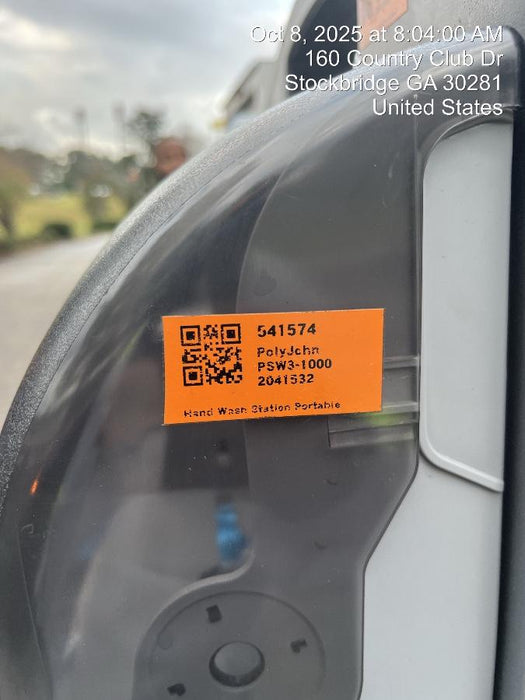 Oct 8, 2025 at 8:04:00 AM
160 Country Club Dr
Stockbridge GA 30281
United States
541574
PolyJohn
PSW3-1000
2041532
Hand Wash Station Portable